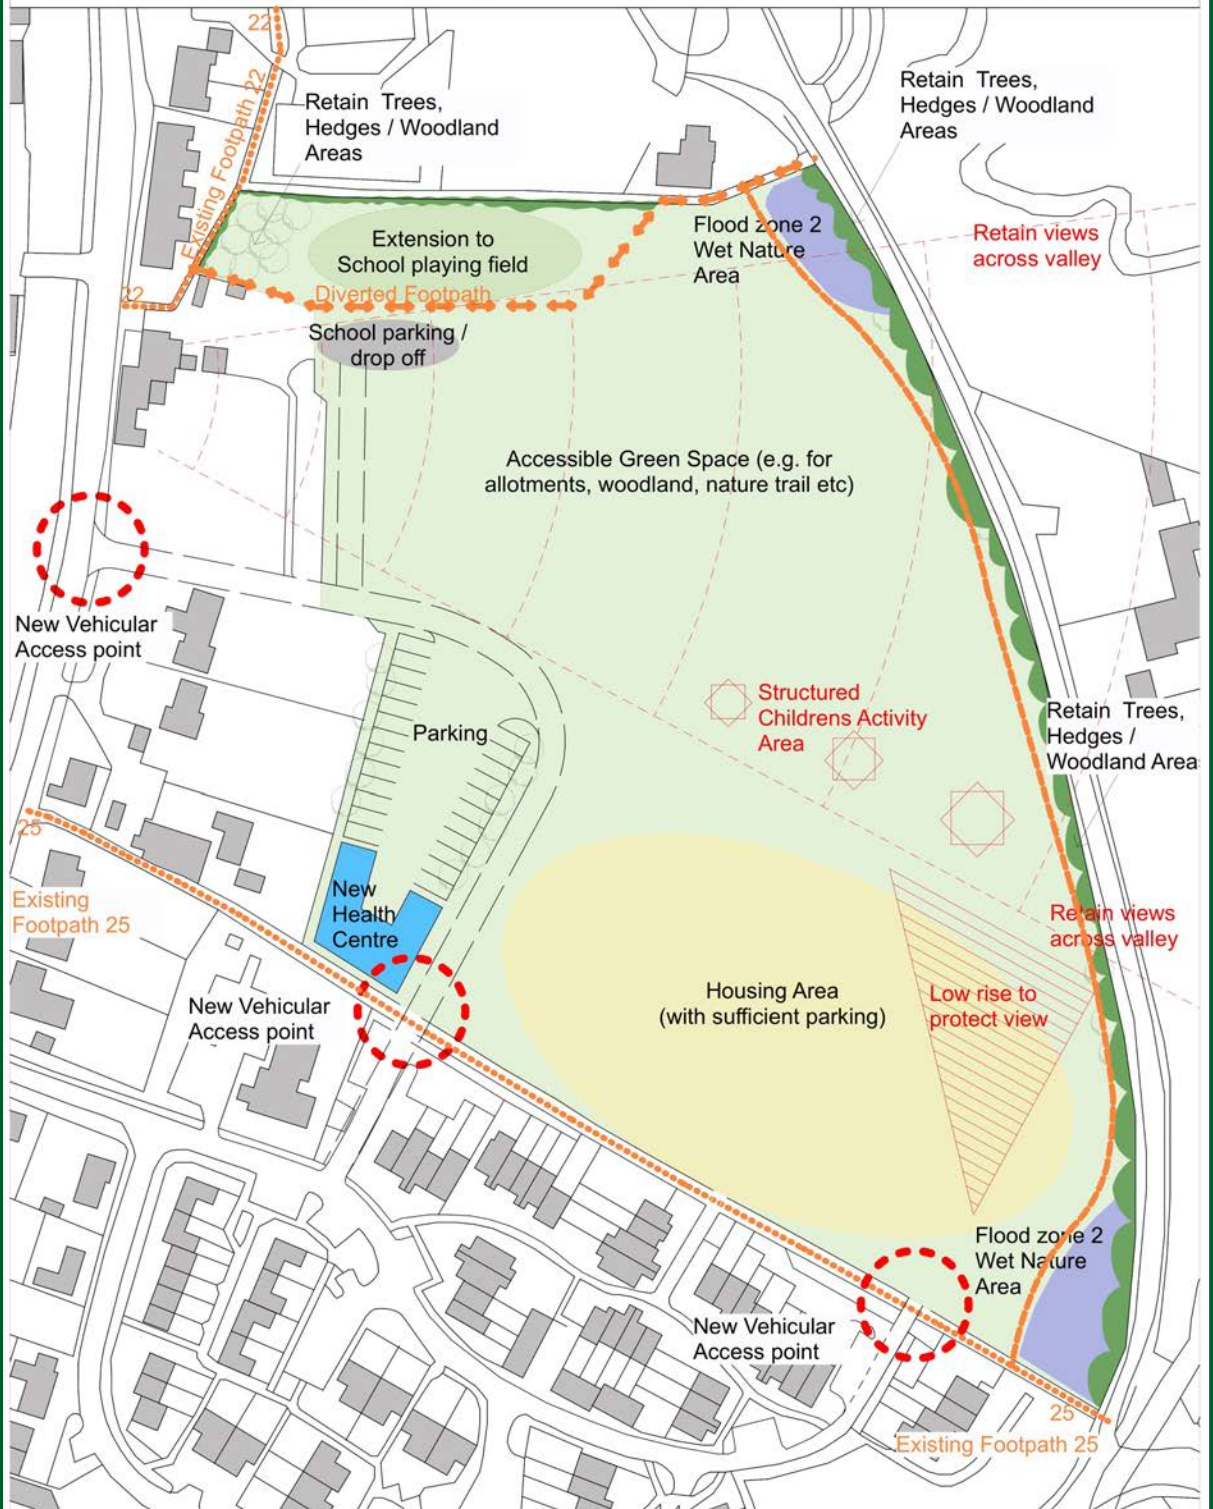 22
Existing Footpath 22
22
Retain Trees,
Hedges / Woodland
Areas
Retain Trees,
Hedges / Woodland
Areas
Extension to
School playing field
Flood zone 2
Wet Nature
Area
Retain views
across valley
22
Diverted Footpath
School parking /
drop off
Accessible Green Space (e.g. for
allotments, woodland, nature trail etc)
New Vehicular
Access point
Structured
Childrens Activity
Area
Retain Trees,
Hedges /
Woodland Area
Parking
25
Existing
Footpath 25
New
Health
Centre
Retain views
across valley
New Vehicular
Access point
Housing Area
(with sufficient parking)
Low rise to
protect view
Flood zone 2
Wet Nature
Area
New Vehicular
Access point
25
Existing Footpath 25